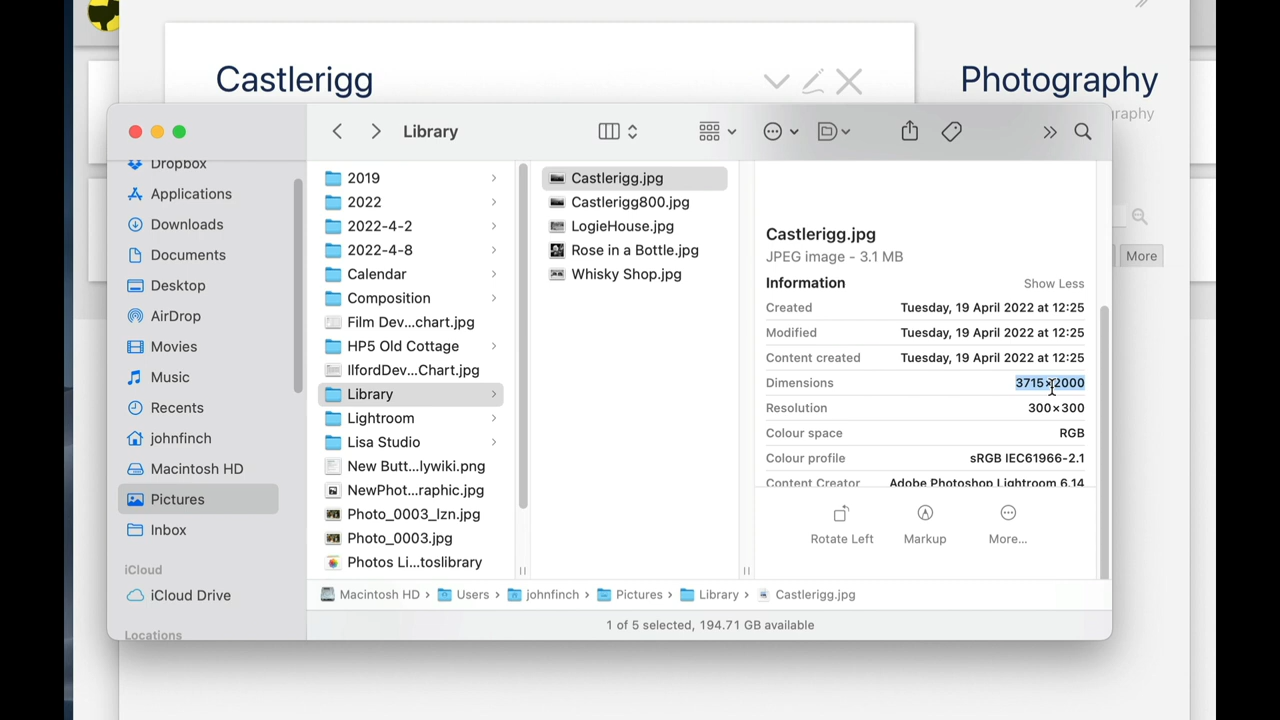 Castlerigg
Photography
graphy
Library
Dropbox
Applications
Downloads
Documents
Desktop
AirDrop
Movies
Music
Recents
johnfinch
Macintosh HD
Pictures
Inbox
iCloud
iCloud Drive
Locations
2019
2022
2022-4-2
2022-4-8
Calendar
Composition
Film Dev...chart.jpg
HP5 Old Cottage
IlfordDev...Chart.jpg
Library
Lightroom
Lisa Studio
New Butt...lywiki.png
NewPhot...raphic.jpg
Photo_0003_lzn.jpg
Photo_0003.jpg
Photos Li...toslibrary
Castlerigg.jpg
Castlerigg800.jpg
LogieHouse.jpg
Rose in a Bottle.jpg
Whisky Shop.jpg
Castlerigg.jpg
JPEG image - 3.1 MB
Information Show Less
Created Tuesday, 19 April 2022 at 12:25
Modified Tuesday, 19 April 2022 at 12:25
Content created Tuesday, 19 April 2022 at 12:25
Dimensions 3715×2000
Resolution 300×300
Colour space RGB
Colour profile sRGB IEC61966-2.1
Content Creator Adobe Photoshop Lightroom 6.14
Rotate Left Markup More...
More
Macintosh HD › Users › johnfinch › Pictures › Library › Castlerigg.jpg
1 of 5 selected, 194.71 GB available